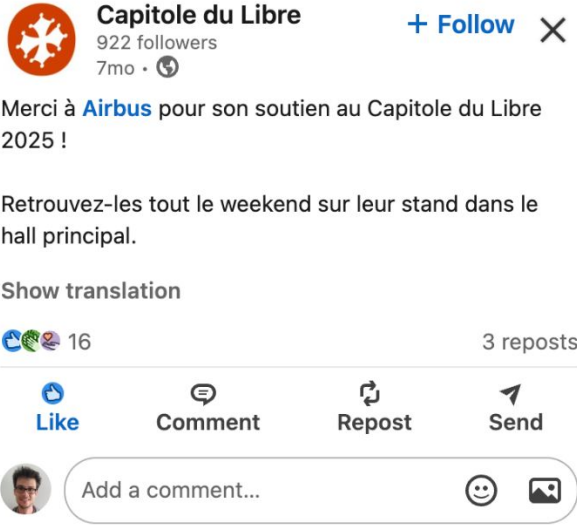 Capitole du Libre
+ Follow
922 followers
7mo •
Merci à Airbus pour son soutien au Capitole du Libre
2025 !
Retrouvez-les tout le weekend sur leur stand dans le
hall principal.
Show translation
16
3 reposts
Like
Comment
Repost
Send
Add a comment...